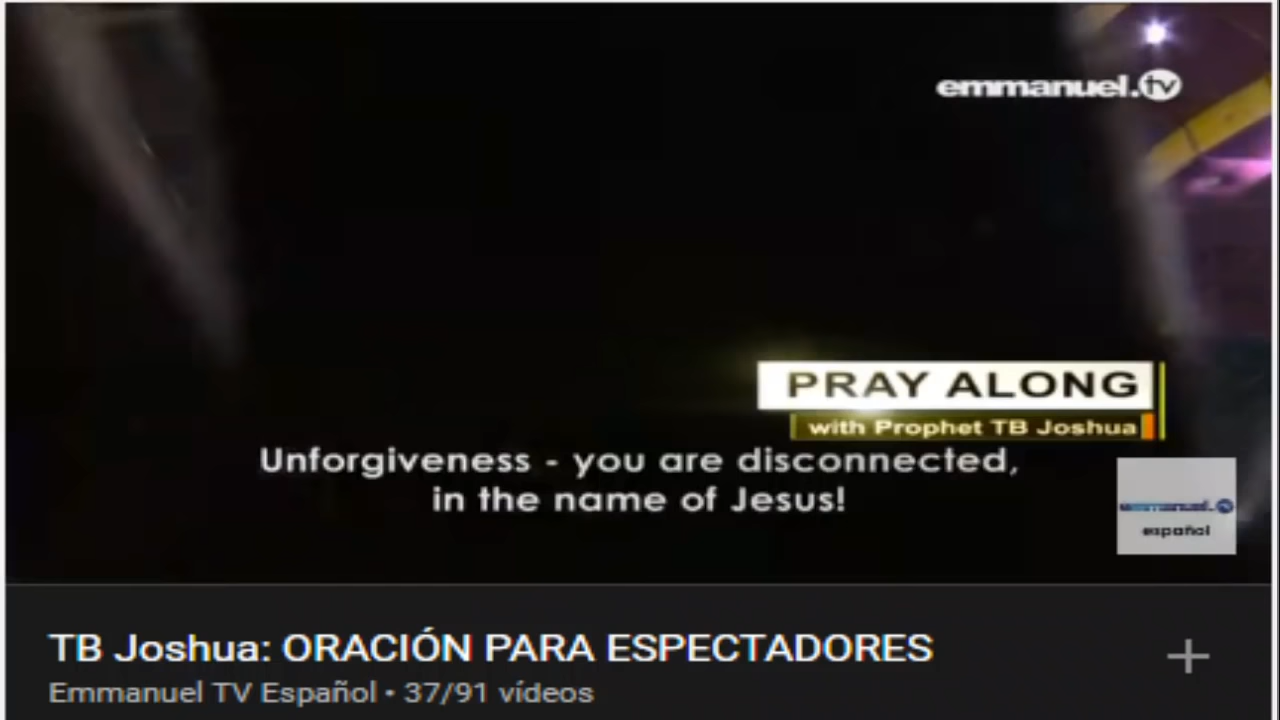 emmanuel.tv
PRAY ALONG
with Prophet TB Joshua
Unforgiveness - you are disconnected,
in the name of Jesus!
emmanuel.tv
español
TB Joshua: ORACIÓN PARA ESPECTADORES
Emmanuel TV Español • 37/91 vídeos